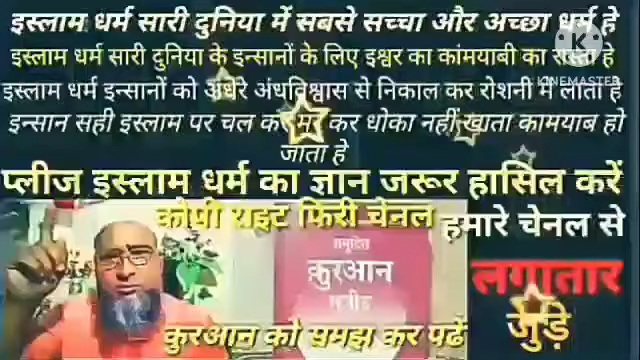 इस्लाम धर्म सारी दुनिया में सबसे सच्चा और अच्छा धर्म हे
इस्लाम धर्म सारी दुनिया के इन्सानों के लिए इश्वर का कांमयाबी का रास्ता हे
इस्लाम धर्म इन्सानों को अंधेरे अंधविश्वास से निकाल कर रोशनी में लाता हे
KINEMASTER
इन्सान सही इस्लाम पर चल कर मर कर धोका नहीं खाता कामयाब हो
जाता हे
प्लीज इस्लाम धर्म का ज्ञान जरूर हासिल करें
कोपी राइट फिरी चेनल
हमारे चेनल से
लगातार
जुड़ें
क़ुरआन
मजीद
कुरआन को समझ कर पढें